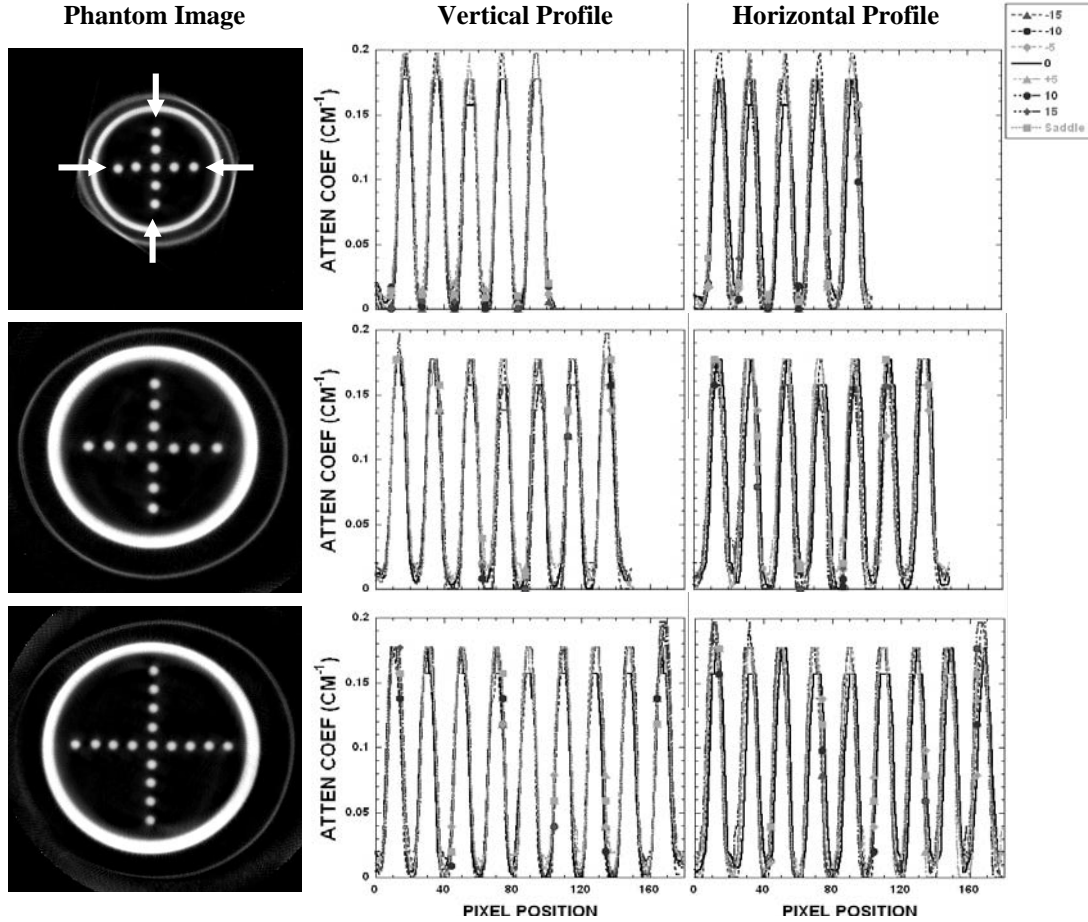 Phantom Image
Vertical Profile
Horizontal Profile
-15
-10
-5
0
+5
10
15
Saddle
ATTEN COEF (CM-1)
0.2
0.15
0.1
0.05
0
ATTEN COEF (CM-1)
0.2
0.15
0.1
0.05
0
ATTEN COEF (CM-1)
0.2
0.15
0.1
0.05
0
0 40 80 120 160
0 40 80 120 160
PIXEL POSITION
PIXEL POSITION